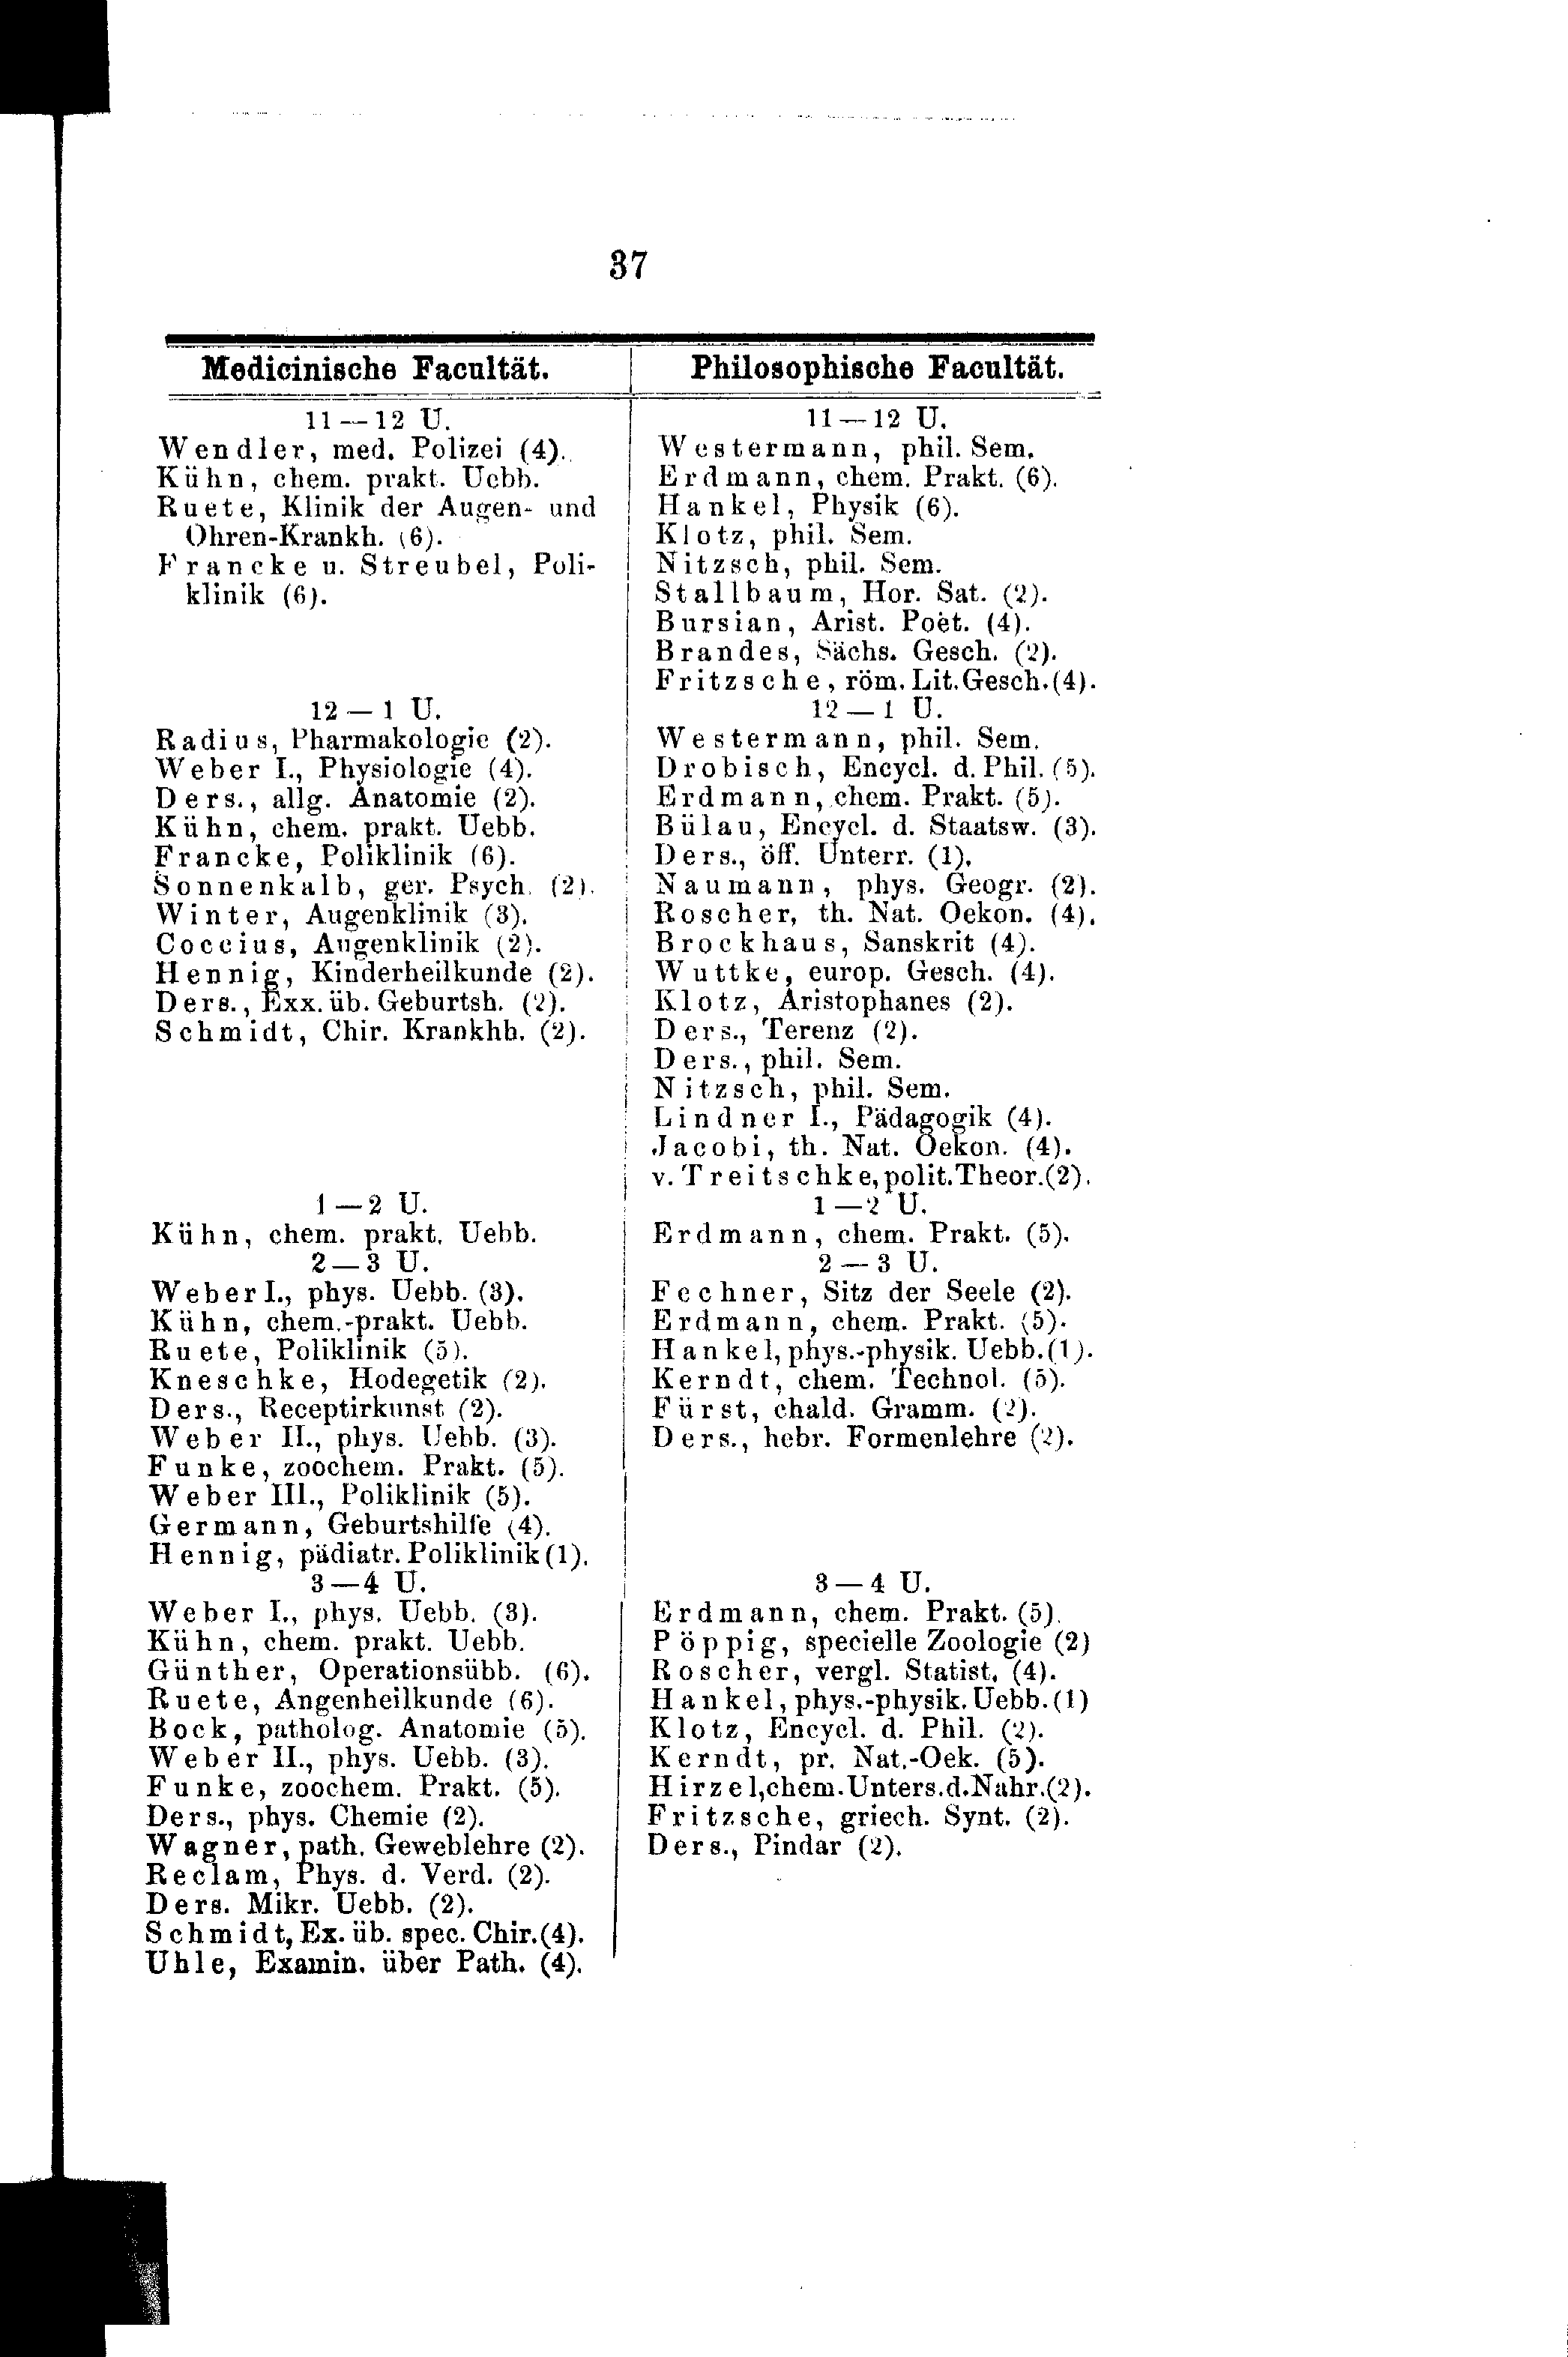 37
Medicinische Facultät.
11—12 U.
Wendler, med. Polizei (4).
Kühn, chem. prakt. Uebb.
Ruete, Klinik der Augen- und
Ohren-Krankh. (6).
Francke u. Streubel, Poli-
klinik (6).
12—1 U.
Radius, Pharmakologie (2).
Weber I., Physiologie (4).
Ders., allg. Anatomie (2).
Kühn, chem. prakt. Uebb.
Francke, Poliklinik (6).
Sonnenkalb, ger. Psych. (2).
Winter, Augenklinik (3).
Coccius, Augenklinik (2).
Hennig, Kinderheilkunde (2).
Ders., Exx. üb. Geburtsh. (2).
Schmidt, Chir. Krankhh. (2).
1—2 U.
Kühn, chem. prakt. Uebb.
2—3 U.
Weber I., phys. Uebb. (3).
Kühn, chem.-prakt. Uebb.
Ruete, Poliklinik (5).
Kneschke, Hodegetik (2).
Ders., Receptirkunst (2).
Weber II., phys. Uebb. (3).
Funke, zoochem. Prakt. (5).
Weber III., Poliklinik (5).
Germann, Geburtshilfe (4).
Hennig, pädiatr. Poliklinik (1).
3—4 U.
Weber I., phys. Uebb. (3).
Kühn, chem. prakt. Uebb.
Günther, Operationsübb. (6).
Ruete, Angenheilkunde (6).
Bock, patholog. Anatomie (5).
Weber II., phys. Uebb. (3).
Funke, zoochem. Prakt. (5).
Ders., phys. Chemie (2).
Wagner, path. Geweblehre (2).
Reclam, Phys. d. Verd. (2).
Ders. Mikr. Uebb. (2).
Schmidt, Ex. üb. spec. Chir. (4).
Uhle, Examin. über Path. (4).
Philosophische Facultät.
11—12 U.
Westermann, phil. Sem.
Erdmann, chem. Prakt. (6).
Hankel, Physik (6).
Klotz, phil. Sem.
Nitzsch, phil. Sem.
Stallbaum, Hor. Sat. (2).
Bursian, Arist. Poët. (4).
Brandes, Sächs. Gesch. (2).
Fritzsche, röm. Lit. Gesch. (4).
12—1 U.
Westermann, phil. Sem.
Drobisch, Encycl. d. Phil. (5).
Erdmann, chem. Prakt. (5).
Bülau, Encycl. d. Staatsw. (3).
Ders., öff. Unterr. (1).
Naumann, phys. Geogr. (2).
Roscher, th. Nat. Oekon. (4).
Brockhaus, Sanskrit (4).
Wuttke, europ. Gesch. (4).
Klotz, Aristophanes (2).
Ders., Terenz (2).
Ders., phil. Sem.
Nitzsch, phil. Sem.
Lindner I., Pädagogik (4).
Jacobi, th. Nat. Oekon. (4).
v. Treitschke, polit. Theor. (2).
1—2 U.
Erdmann, chem. Prakt. (5).
2—3 U.
Fechner, Sitz der Seele (2).
Erdmann, chem. Prakt. (5).
Hankel, phys.-physik. Uebb. (1).
Kerndt, chem. Technol. (5).
Fürst, chald. Gramm. (2).
Ders., hebr. Formenlehre (2).
3—4 U.
Erdmann, chem. Prakt. (5).
Pöppig, specielle Zoologie (2)
Roscher, vergl. Statist. (4).
Hankel, phys.-physik. Uebb. (1)
Klotz, Encycl. d. Phil. (2).
Kerndt, pr. Nat.-Oek. (5).
Hirzel, chem. Unters. d. Nahr. (2).
Fritzsche, griech. Synt. (2).
Ders., Pindar (2).